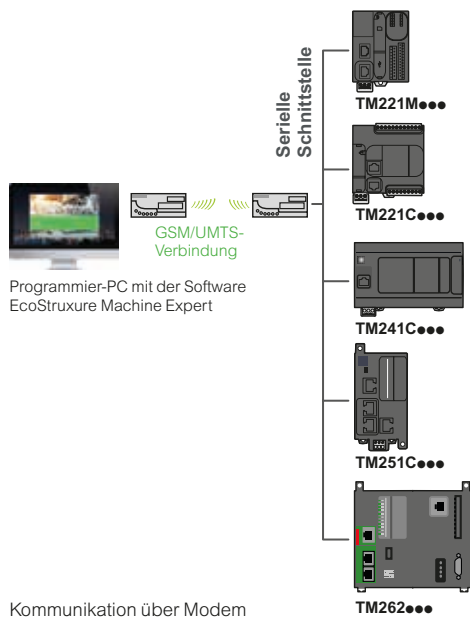 Serielle
Schnittstelle
TM221M●●●
TM221C●●●
GSM/UMTS-
Verbindung
Programmier-PC mit der Software
EcoStruxure Machine Expert
TM241C●●●
TM251C●●●
TM262●●●
Kommunikation über Modem